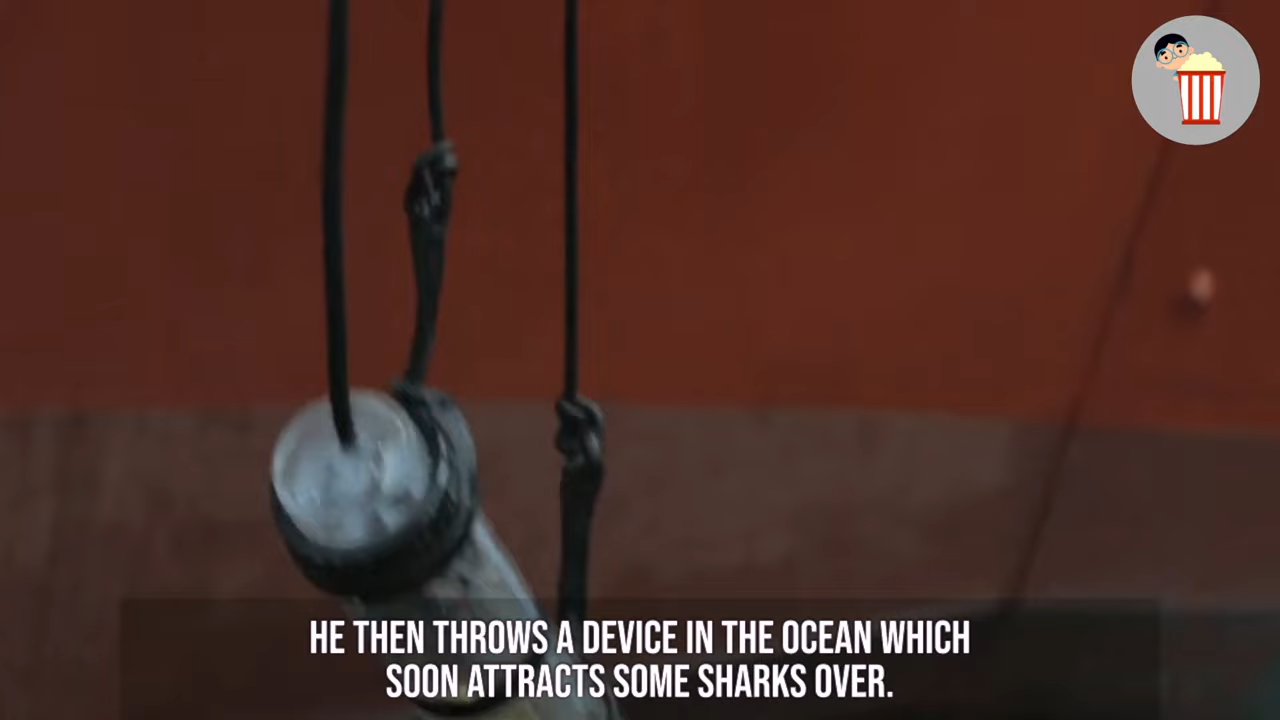 HE THEN THROWS A DEVICE IN THE OCEAN WHICH
SOON ATTRACTS SOME SHARKS OVER.